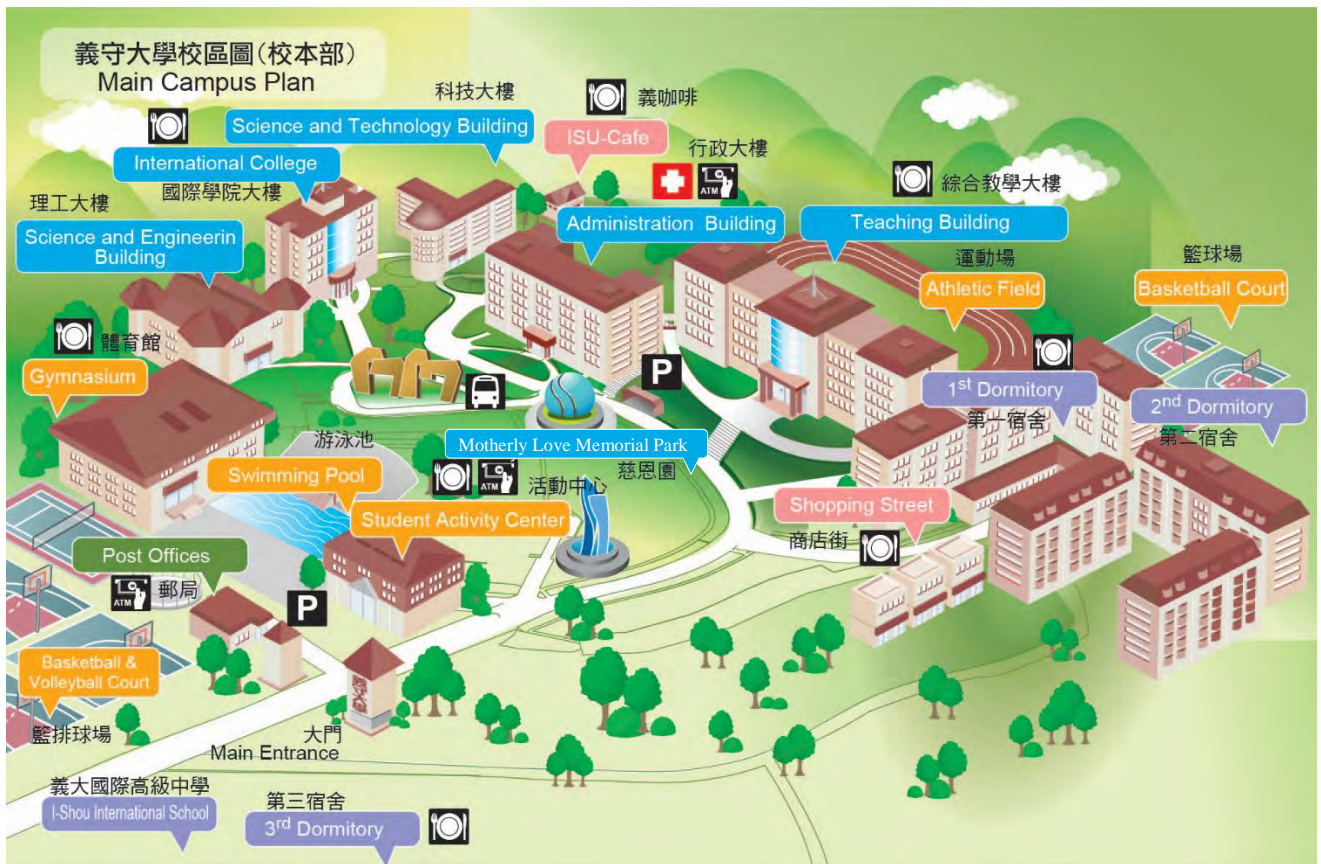 義守大學校區圖(校本部)
Main Campus Plan
科技大樓
Science and Technology Building
義咖啡
ISU-Cafe
International College
國際學院大樓
行政大樓
ATM
Administration Building
綜合教學大樓
Teaching Building
理工大樓
Science and Engineerin
Building
運動場
Athletic Field
籃球場
Basketball Court
體育館
Gymnasium
P
1st Dormitory
第一宿舍
2nd Dormitory
第二宿舍
游泳池
Swimming Pool
Motherly Love Memorial Park
慈恩園
ATM
活動中心
Student Activity Center
Shopping Street
商店街
Post Offices
ATM
郵局
P
Basketball &
Volleyball Court
籃排球場
義守大學
大門
Main Entrance
義大國際高級中學
I-Shou International School
第三宿舍
3rd Dormitory